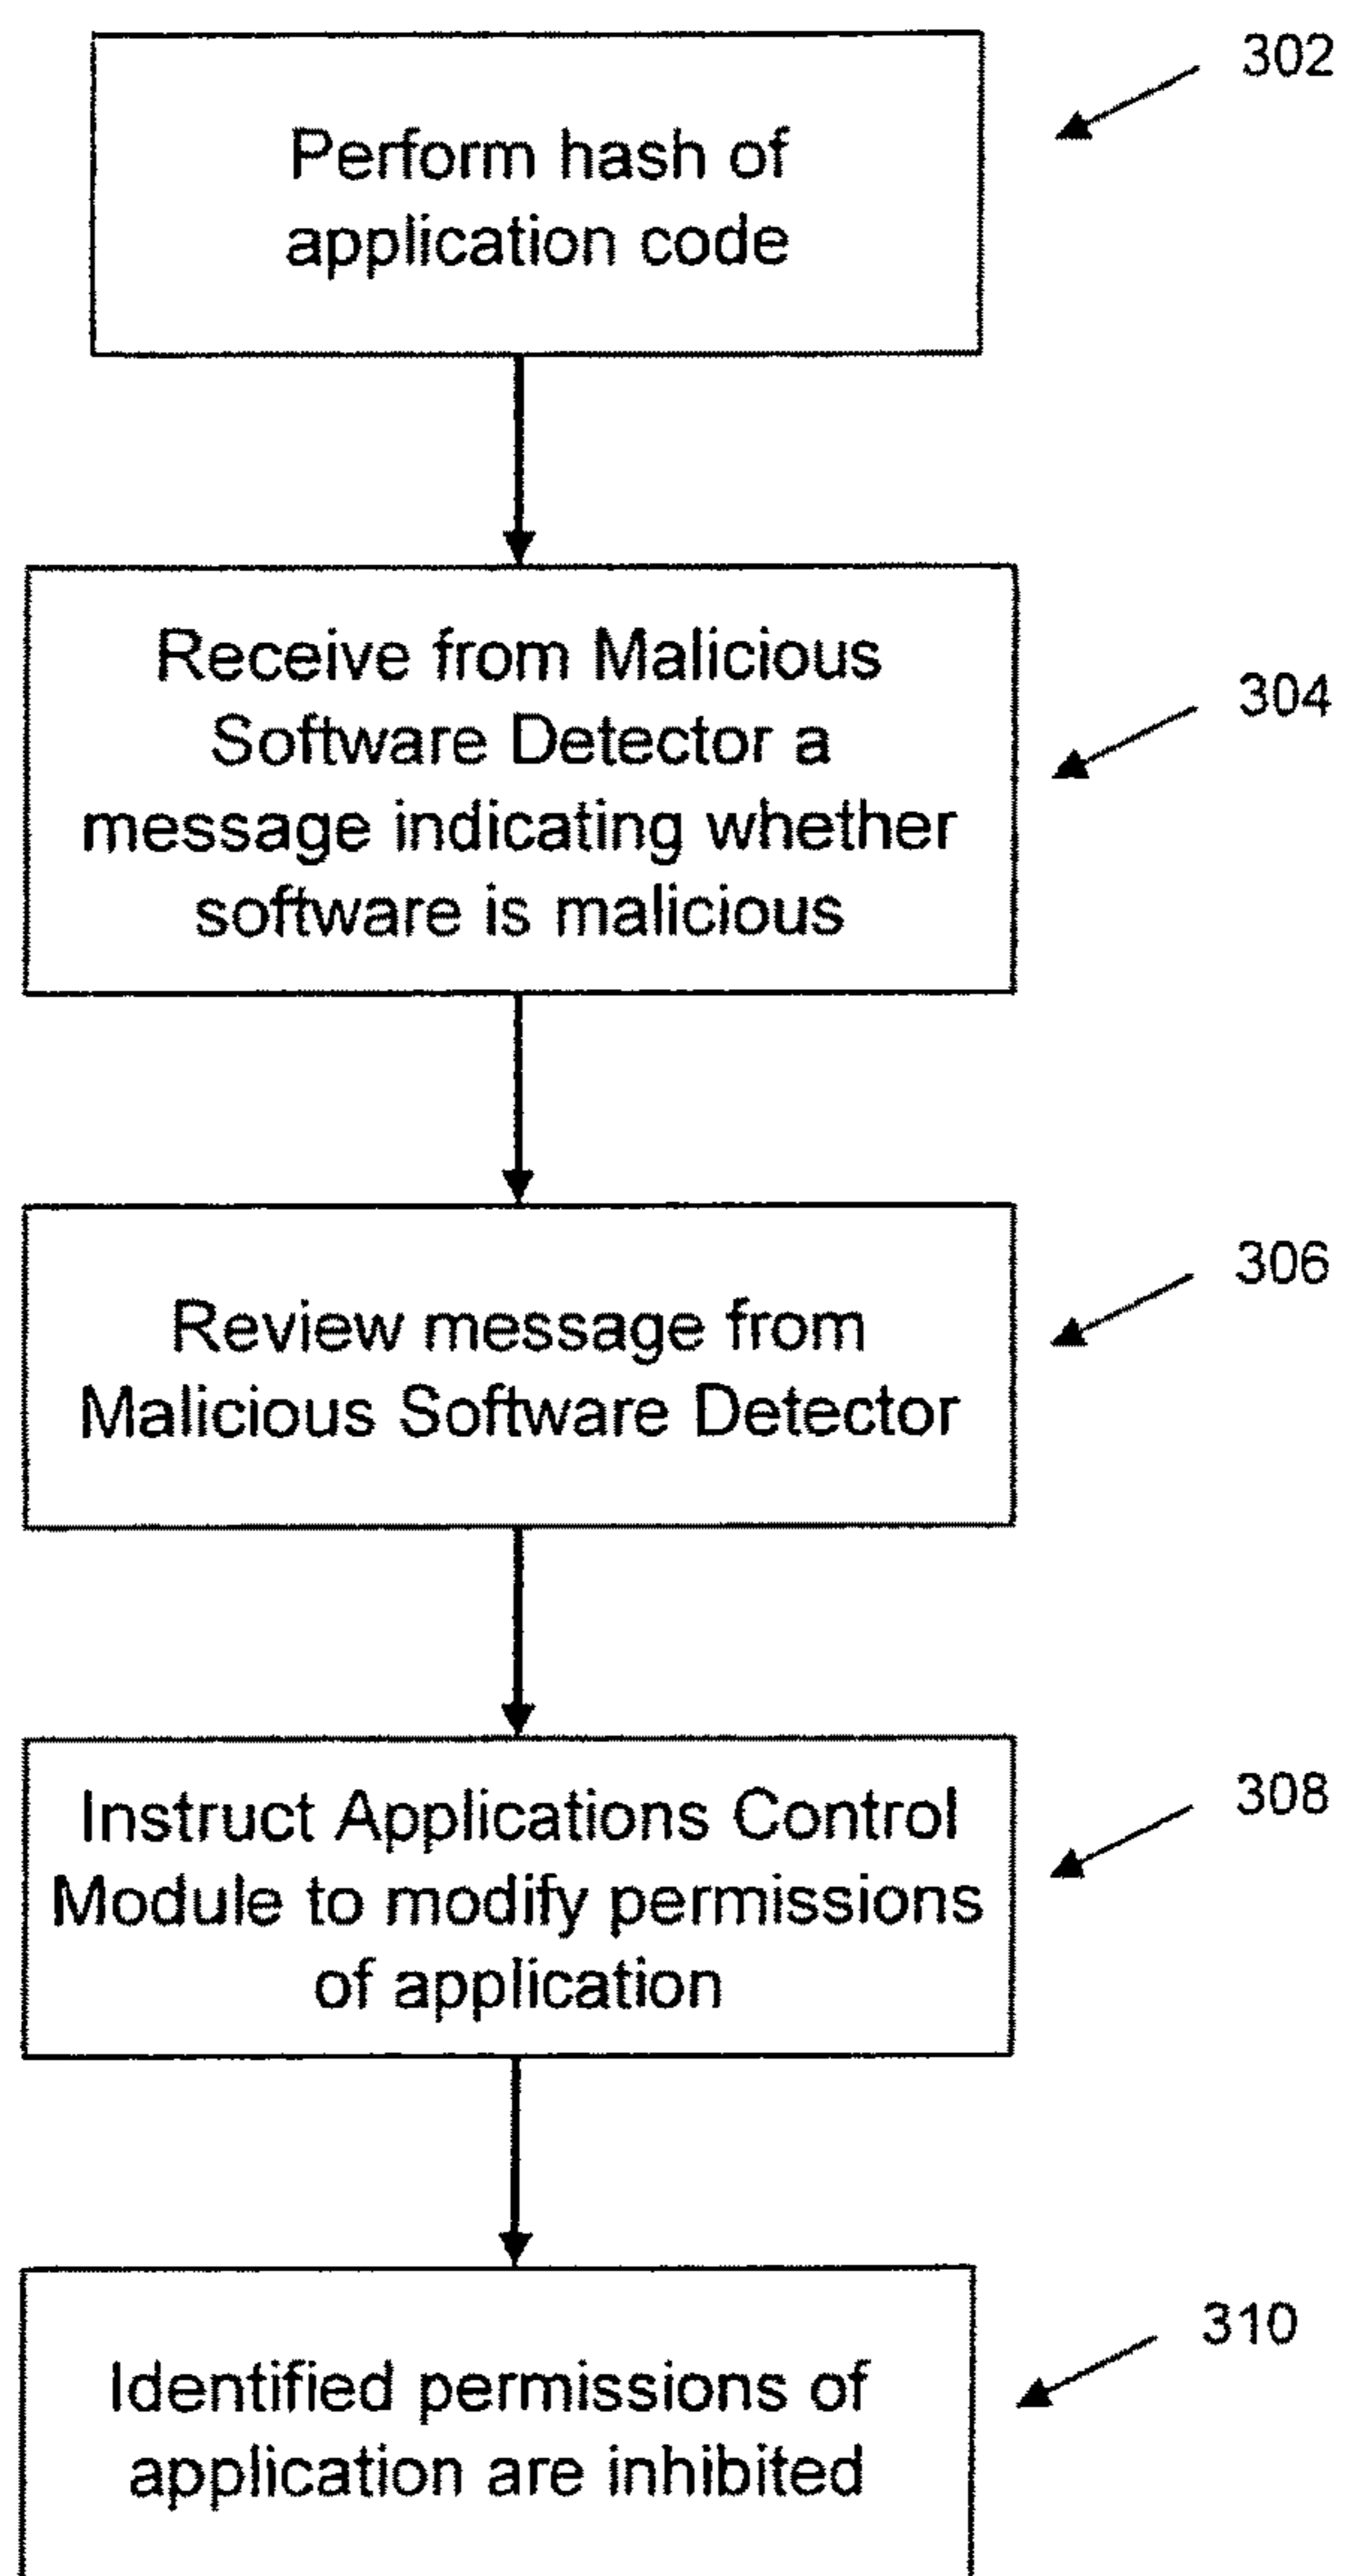 302
Perform hash of
application code
Receive from Malicious
Software Detector a
message indicating whether
software is malicious
304
Review message from
Malicious Software Detector
306
Instruct Applications Control
Module to modify permissions
of application
308
Identified permissions of
application are inhibited
310